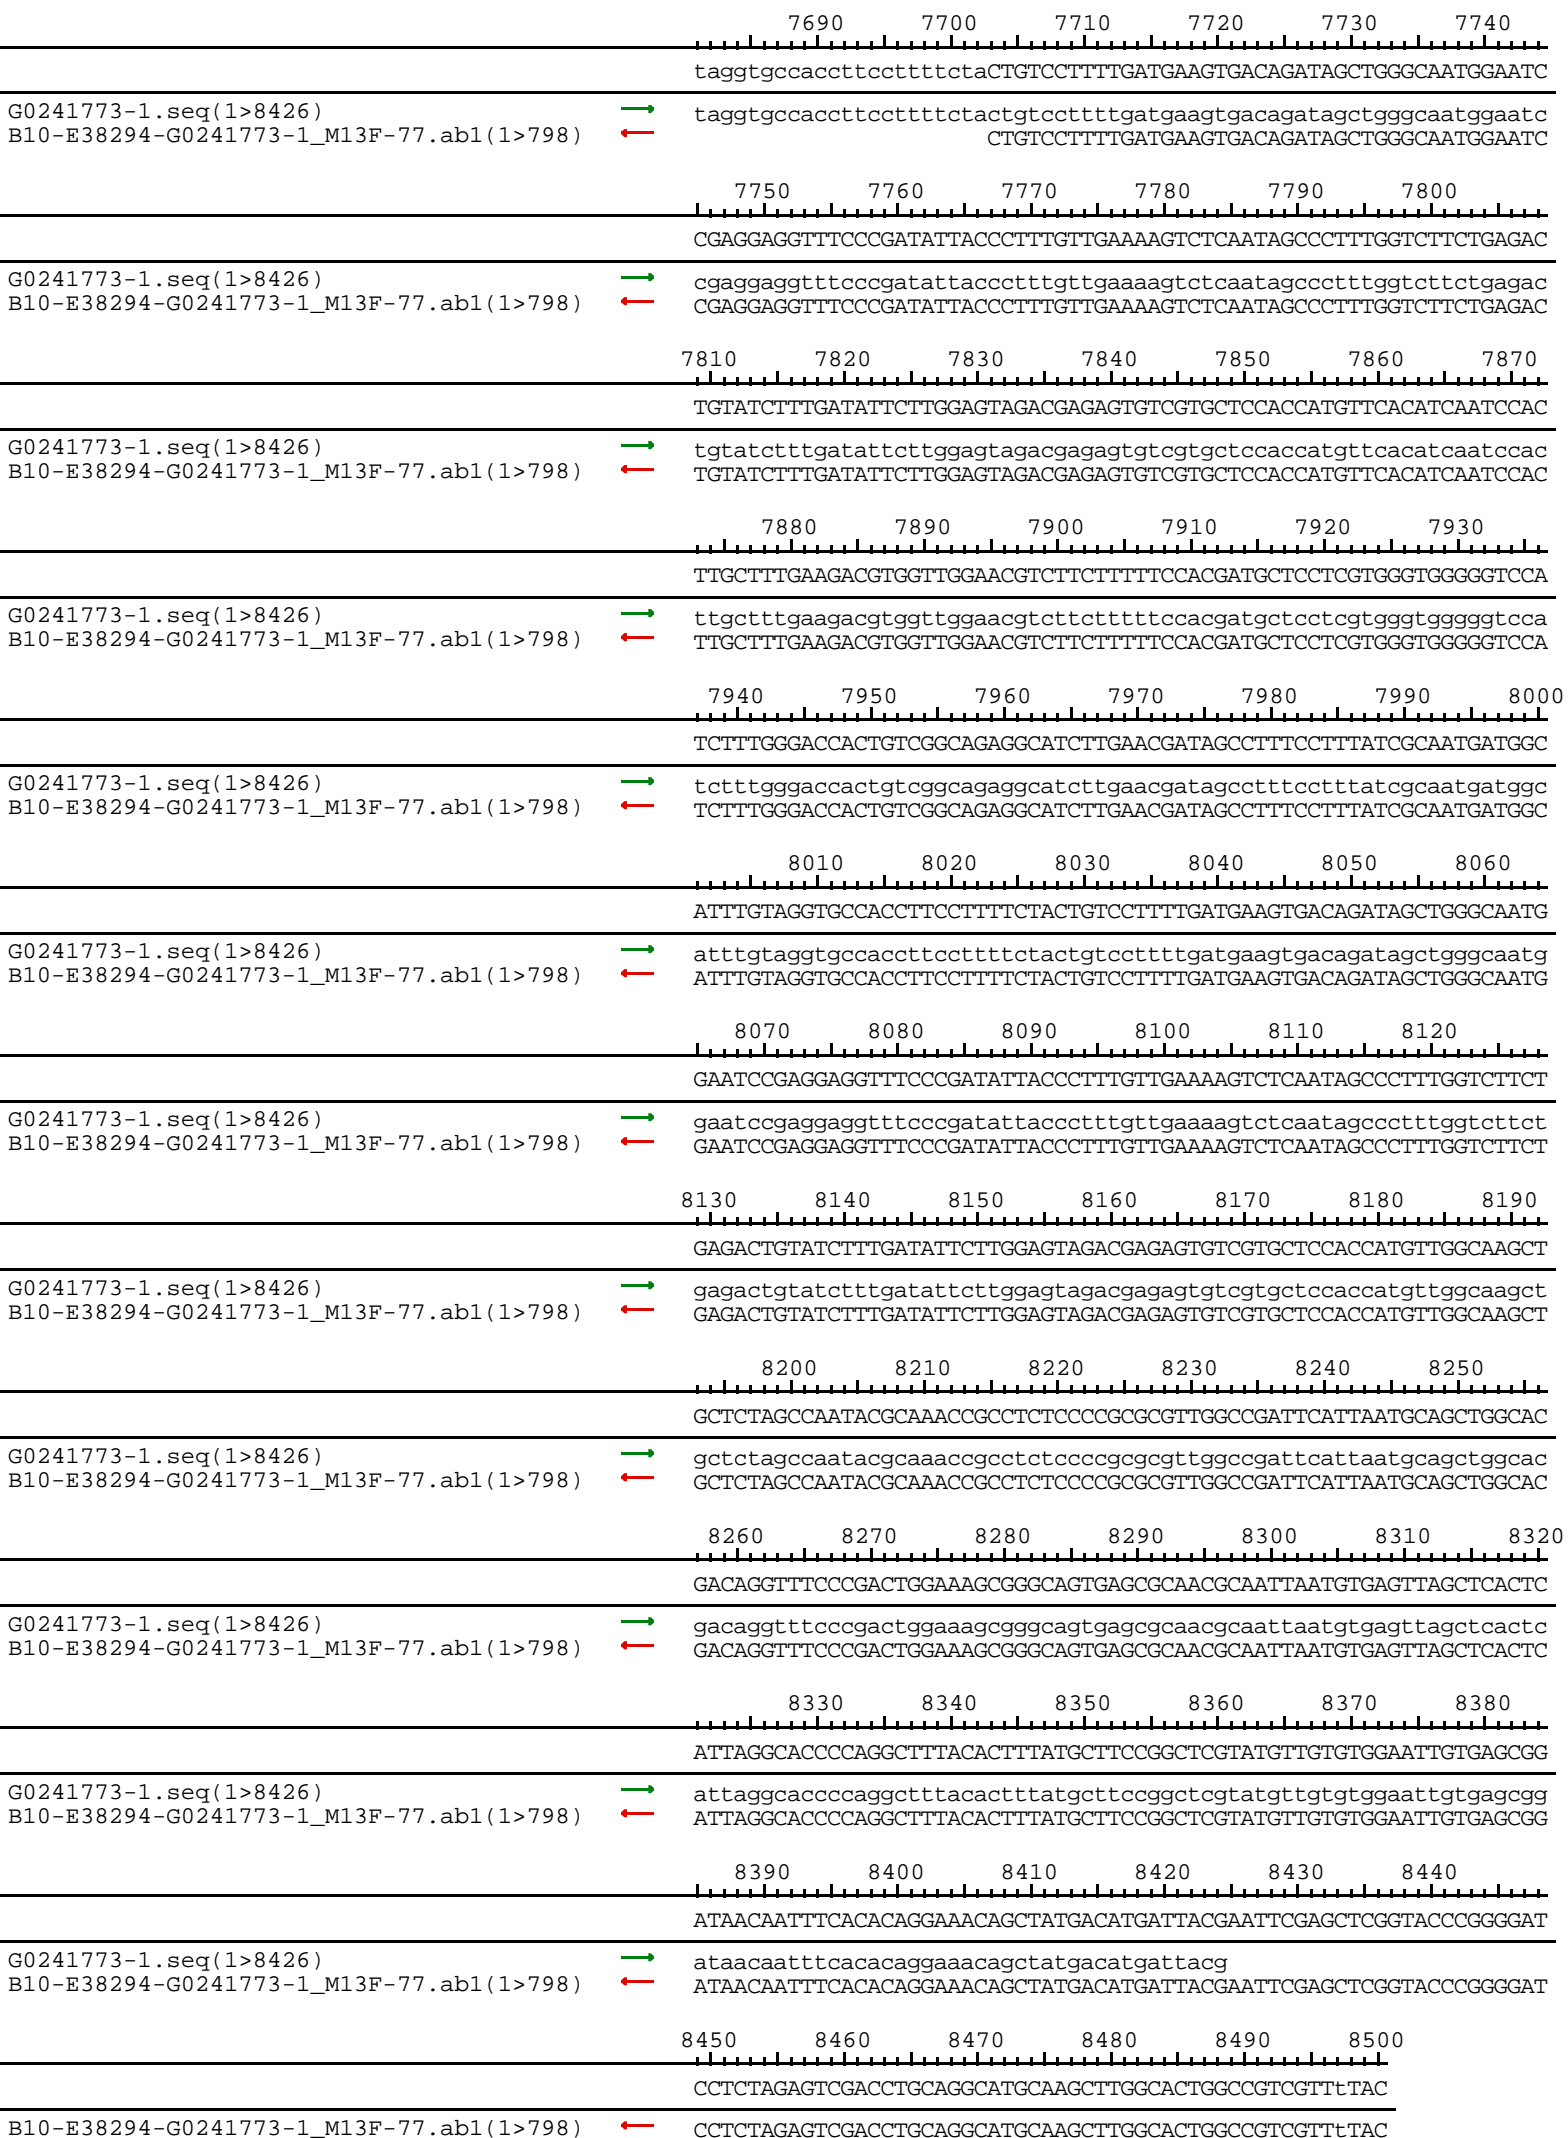 7690 7700 7710 7720 7730 7740
taggtgccaccttccttttctaCTGTCCTTTTGATGAAGTGACAGATAGCTGGGCAATGGAATC
G0241773-1.seq(1>8426) taggtgccaccttccttttctactgtccttttgatgaagtgacagatagctgggcaatggaatc
B10-E38294-G0241773-1_M13F-77.ab1(1>798) CTGTCCTTTTGATGAAGTGACAGATAGCTGGGCAATGGAATC
7750 7760 7770 7780 7790 7800
CGAGGAGGTTTCCCGATATTACCCTTTGTTGAAAAGTCTCAATAGCCCTTTGGTCTTCTGAGAC
G0241773-1.seq(1>8426) cgaggaggtttcccgatattaccctttgttgaaaagtctcaatagccctttggtcttctgagac
B10-E38294-G0241773-1_M13F-77.ab1(1>798) CGAGGAGGTTTCCCGATATTACCCTTTGTTGAAAAGTCTCAATAGCCCTTTGGTCTTCTGAGAC
7810 7820 7830 7840 7850 7860 7870
TGTATCTTTGATATTCTTGGAGTAGACGAGAGTGTCGTGCTCCACCATGTTCACATCAATCCAC
G0241773-1.seq(1>8426) tgtatctttgatattcttggagtagacgagagtgtcgtgctccaccatgttcacatcaatccac
B10-E38294-G0241773-1_M13F-77.ab1(1>798) TGTATCTTTGATATTCTTGGAGTAGACGAGAGTGTCGTGCTCCACCATGTTCACATCAATCCAC
7880 7890 7900 7910 7920 7930
TTGCTTTGAAGACGTGGTTGGAACGTCTTCTTTTTCCACGATGCTCCTCGTGGGTGGGGGTCCA
G0241773-1.seq(1>8426) ttgctttgaagacgtggttggaacgtcttctttttccacgatgctcctcgtgggtgggggtcca
B10-E38294-G0241773-1_M13F-77.ab1(1>798) TTGCTTTGAAGACGTGGTTGGAACGTCTTCTTTTTCCACGATGCTCCTCGTGGGTGGGGGTCCA
7940 7950 7960 7970 7980 7990 8000
TCTTTGGGACCACTGTCGGCAGAGGCATCTTGAACGATAGCCTTTCCTTTATCGCAATGATGGC
G0241773-1.seq(1>8426) tctttgggaccactgtcggcagaggcatcttgaacgatagcctttcctttatcgcaatgatggc
B10-E38294-G0241773-1_M13F-77.ab1(1>798) TCTTTGGGACCACTGTCGGCAGAGGCATCTTGAACGATAGCCTTTCCTTTATCGCAATGATGGC
8010 8020 8030 8040 8050 8060
ATTTGTAGGTGCCACCTTCCTTTTCTACTGTCCTTTTGATGAAGTGACAGATAGCTGGGCAATG
G0241773-1.seq(1>8426) atttgtaggtgccaccttccttttctactgtccttttgatgaagtgacagatagctgggcaatg
B10-E38294-G0241773-1_M13F-77.ab1(1>798) ATTTGTAGGTGCCACCTTCCTTTTCTACTGTCCTTTTGATGAAGTGACAGATAGCTGGGCAATG
8070 8080 8090 8100 8110 8120
GAATCCGAGGAGGTTTCCCGATATTACCCTTTGTTGAAAAGTCTCAATAGCCCTTTGGTCTTCT
G0241773-1.seq(1>8426) gaatccgaggaggtttcccgatattaccctttgttgaaaagtctcaatagccctttggtcttct
B10-E38294-G0241773-1_M13F-77.ab1(1>798) GAATCCGAGGAGGTTTCCCGATATTACCCTTTGTTGAAAAGTCTCAATAGCCCTTTGGTCTTCT
8130 8140 8150 8160 8170 8180 8190
GAGACTGTATCTTTGATATTCTTGGAGTAGACGAGAGTGTCGTGCTCCACCATGTTGGCAAGCT
G0241773-1.seq(1>8426) gagactgtatctttgatattcttggagtagacgagagtgtcgtgctccaccatgttggcaagct
B10-E38294-G0241773-1_M13F-77.ab1(1>798) GAGACTGTATCTTTGATATTCTTGGAGTAGACGAGAGTGTCGTGCTCCACCATGTTGGCAAGCT
8200 8210 8220 8230 8240 8250
GCTCTAGCCAATACGCAAACCGCCTCTCCCCGCGCGTTGGCCGATTCATTAATGCAGCTGGCAC
G0241773-1.seq(1>8426) gctctagccaatacgcaaaccgcctctccccgcgcgttggccgattcattaatgcagctggcac
B10-E38294-G0241773-1_M13F-77.ab1(1>798) GCTCTAGCCAATACGCAAACCGCCTCTCCCCGCGCGTTGGCCGATTCATTAATGCAGCTGGCAC
8260 8270 8280 8290 8300 8310 8320
GACAGGTTTCCCGACTGGAAAGCGGGCAGTGAGCGCAACGCAATTAATGTGAGTTAGCTCACTC
G0241773-1.seq(1>8426) gacaggtttcccgactggaaagcgggcagtgagcgcaacgcaattaatgtgagttagctcactc
B10-E38294-G0241773-1_M13F-77.ab1(1>798) GACAGGTTTCCCGACTGGAAAGCGGGCAGTGAGCGCAACGCAATTAATGTGAGTTAGCTCACTC
8330 8340 8350 8360 8370 8380
ATTAGGCACCCCAGGCTTTACACTTTATGCTTCCGGCTCGTATGTTGTGTGGAATTGTGAGCGG
G0241773-1.seq(1>8426) attaggcaccccaggctttacactttatgcttccggctcgtatgttgtgtggaattgtgagcgg
B10-E38294-G0241773-1_M13F-77.ab1(1>798) ATTAGGCACCCCAGGCTTTACACTTTATGCTTCCGGCTCGTATGTTGTGTGGAATTGTGAGCGG
8390 8400 8410 8420 8430 8440
ATAACAATTTCACACAGGAAACAGCTATGACATGATTACGAATTCGAGCTCGGTACCCGGGGAT
G0241773-1.seq(1>8426) ataacaatttcacacaggaaacagctatgacatgattacg
B10-E38294-G0241773-1_M13F-77.ab1(1>798) ATAACAATTTCACACAGGAAACAGCTATGACATGATTACGAATTCGAGCTCGGTACCCGGGGAT
8450 8460 8470 8480 8490 8500
CCTCTAGAGTCGACCTGCAGGCATGCAAGCTTGGCACTGGCCGTCGTTtTAC
B10-E38294-G0241773-1_M13F-77.ab1(1>798) CCTCTAGAGTCGACCTGCAGGCATGCAAGCTTGGCACTGGCCGTCGTTtTAC